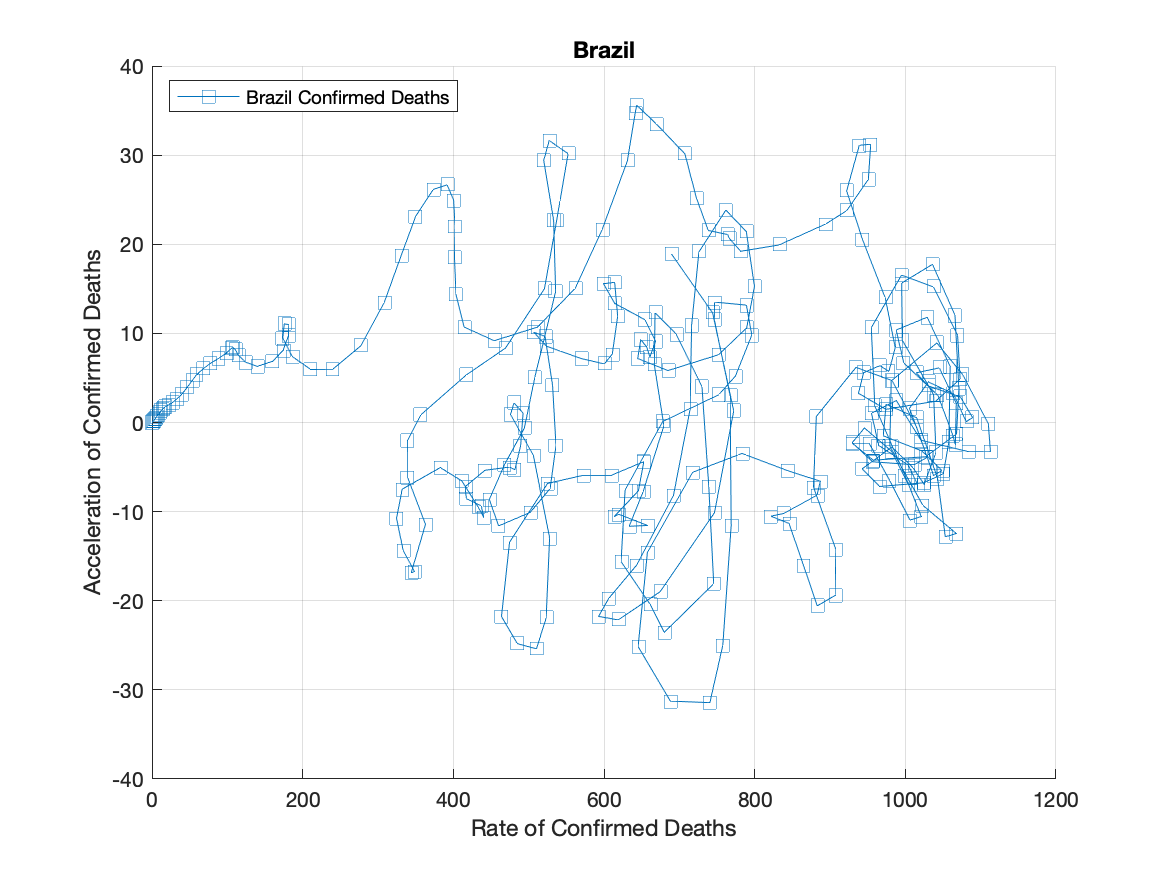 Brazil
Brazil Confirmed Deaths
40
30
20
10
0
-10
-20
-30
-40
Acceleration of Confirmed Deaths
0 200 400 600 800 1000 1200
Rate of Confirmed Deaths